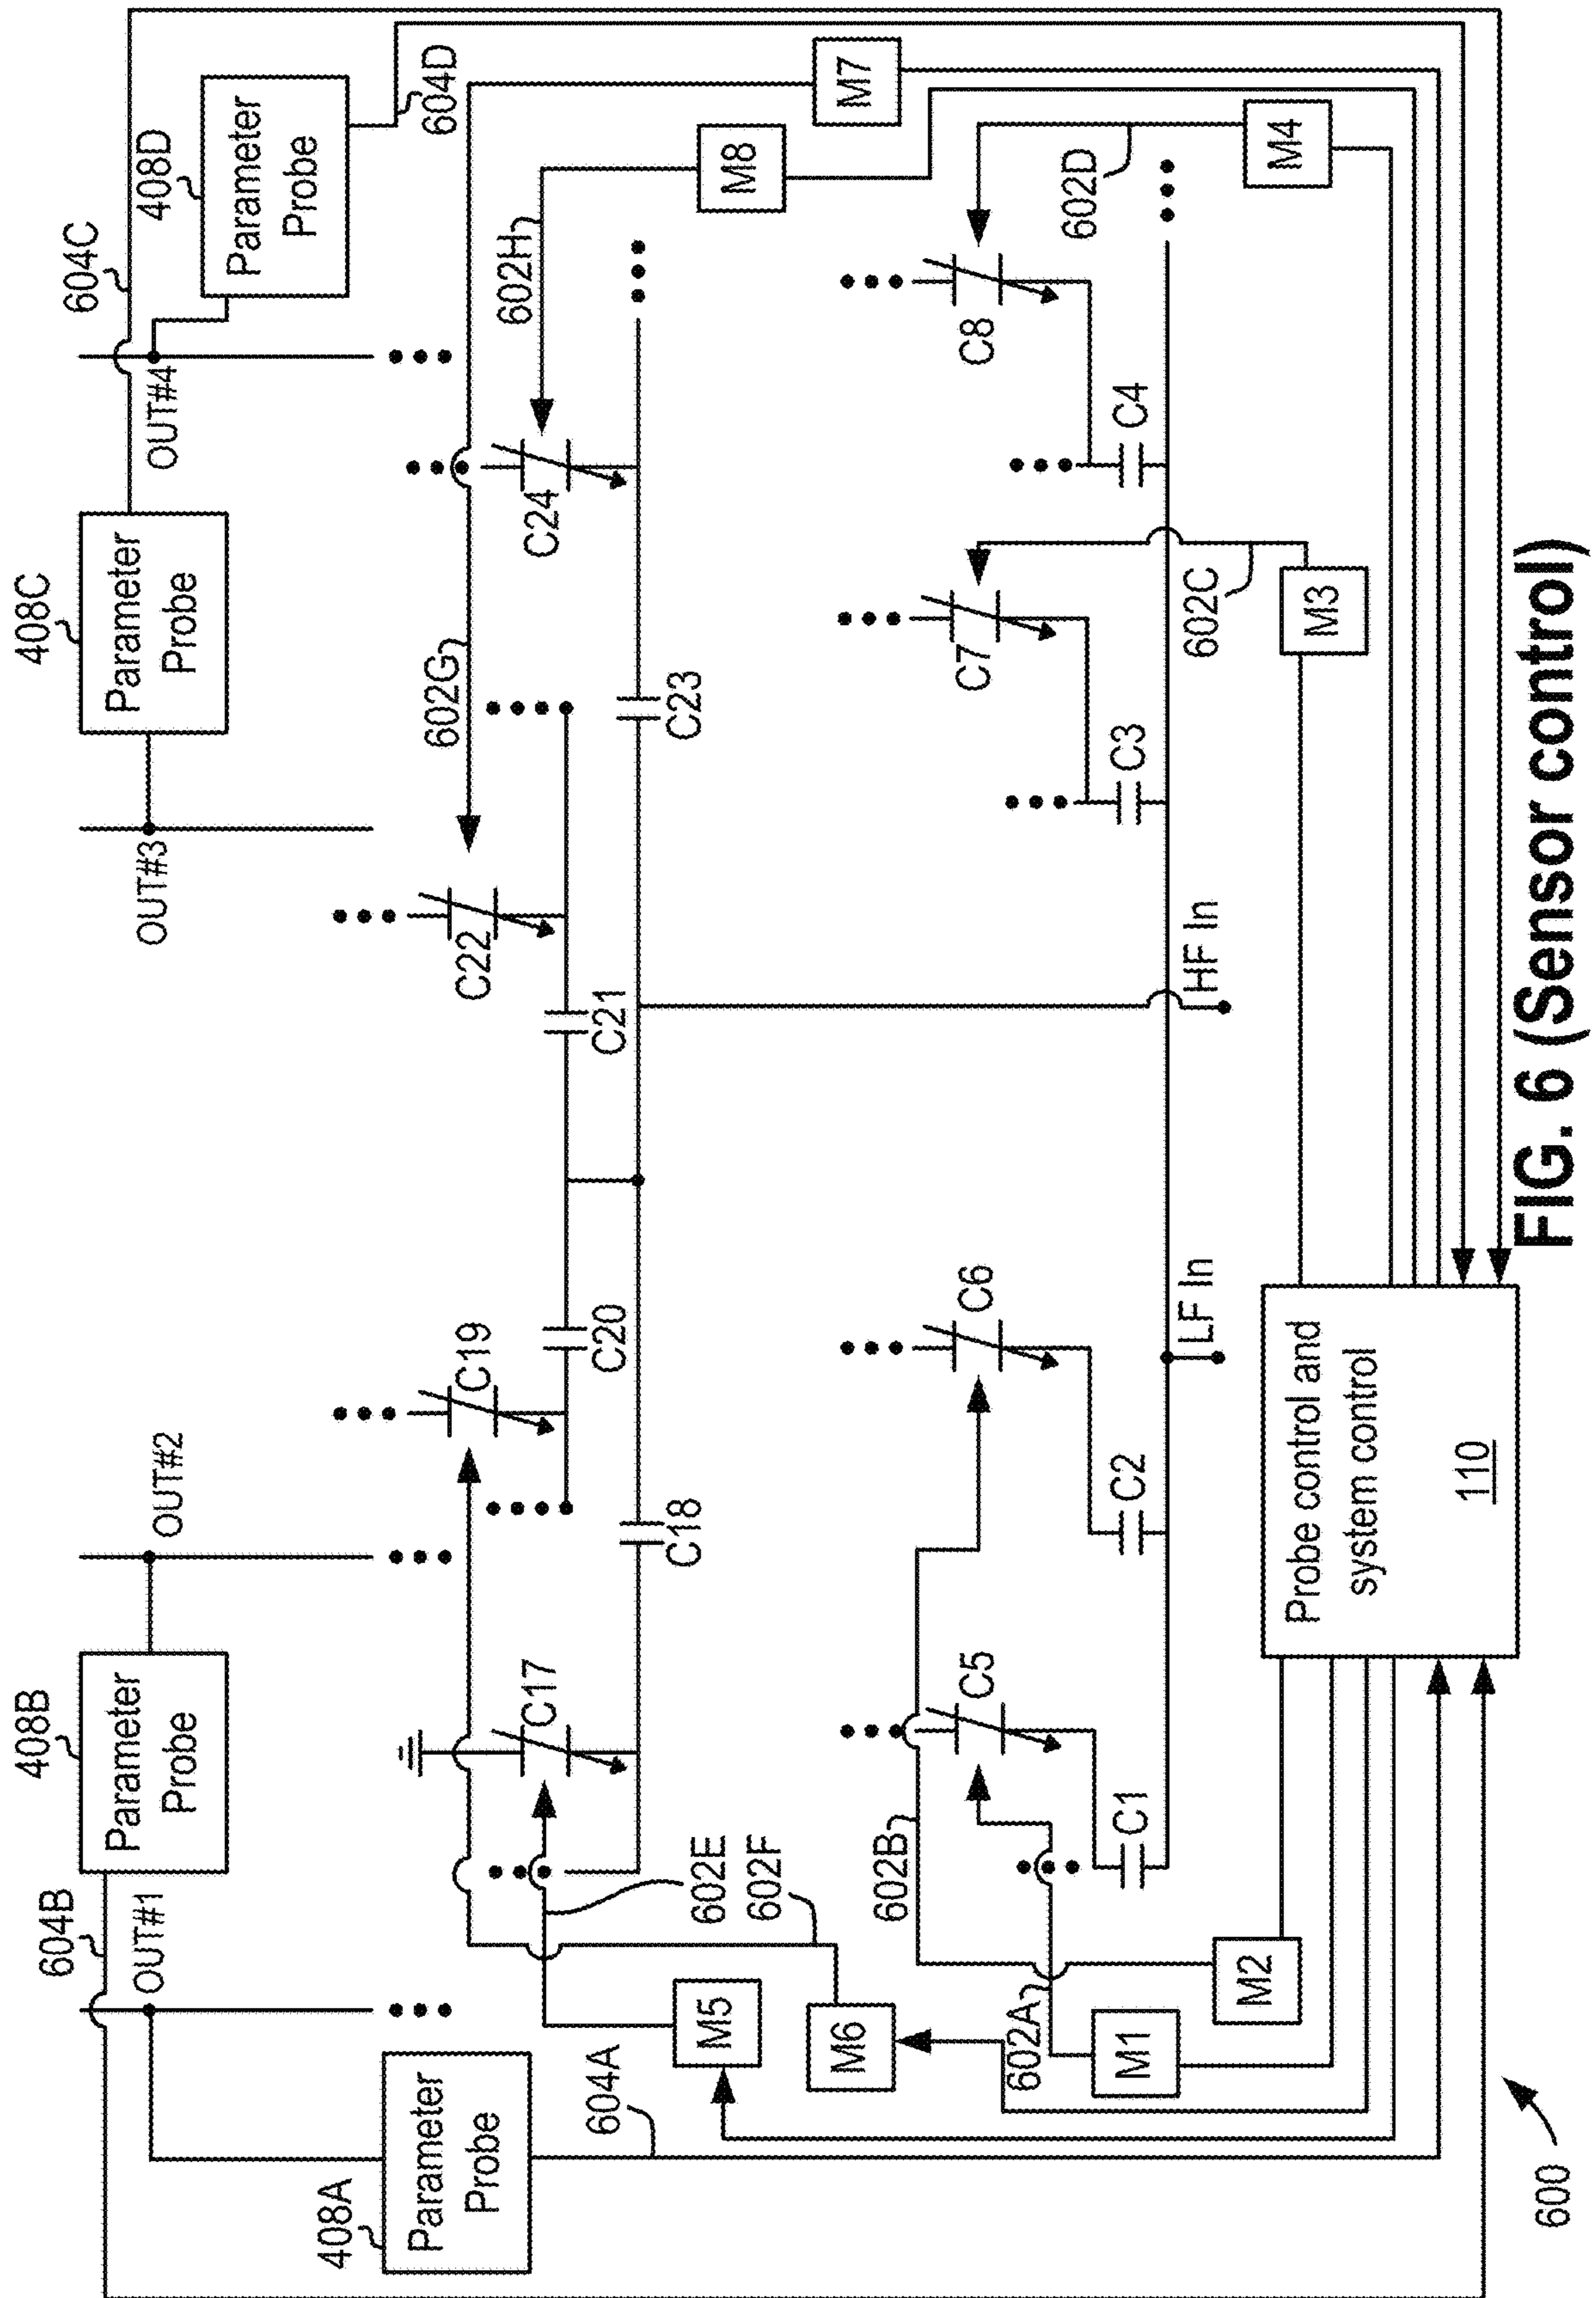 604B
OUT#1
408B
Parameter
Probe
OUT#2
408C
Parameter
Probe
OUT#3
604C
OUT#4
408D
Parameter
Probe
604D
408A
Parameter
Probe
604A
602E
602F
C17
C18
C19
C20
C21
C22
602G
C23
C24
602H
M5
M6
M8
M7
602A
602B
M1
M2
C1
C5
C2
C6
LF In
HF In
C3
C7
602C
M3
C4
C8
602D
M4
Probe control and
system control
110
600
FIG. 6 (Sensor control)